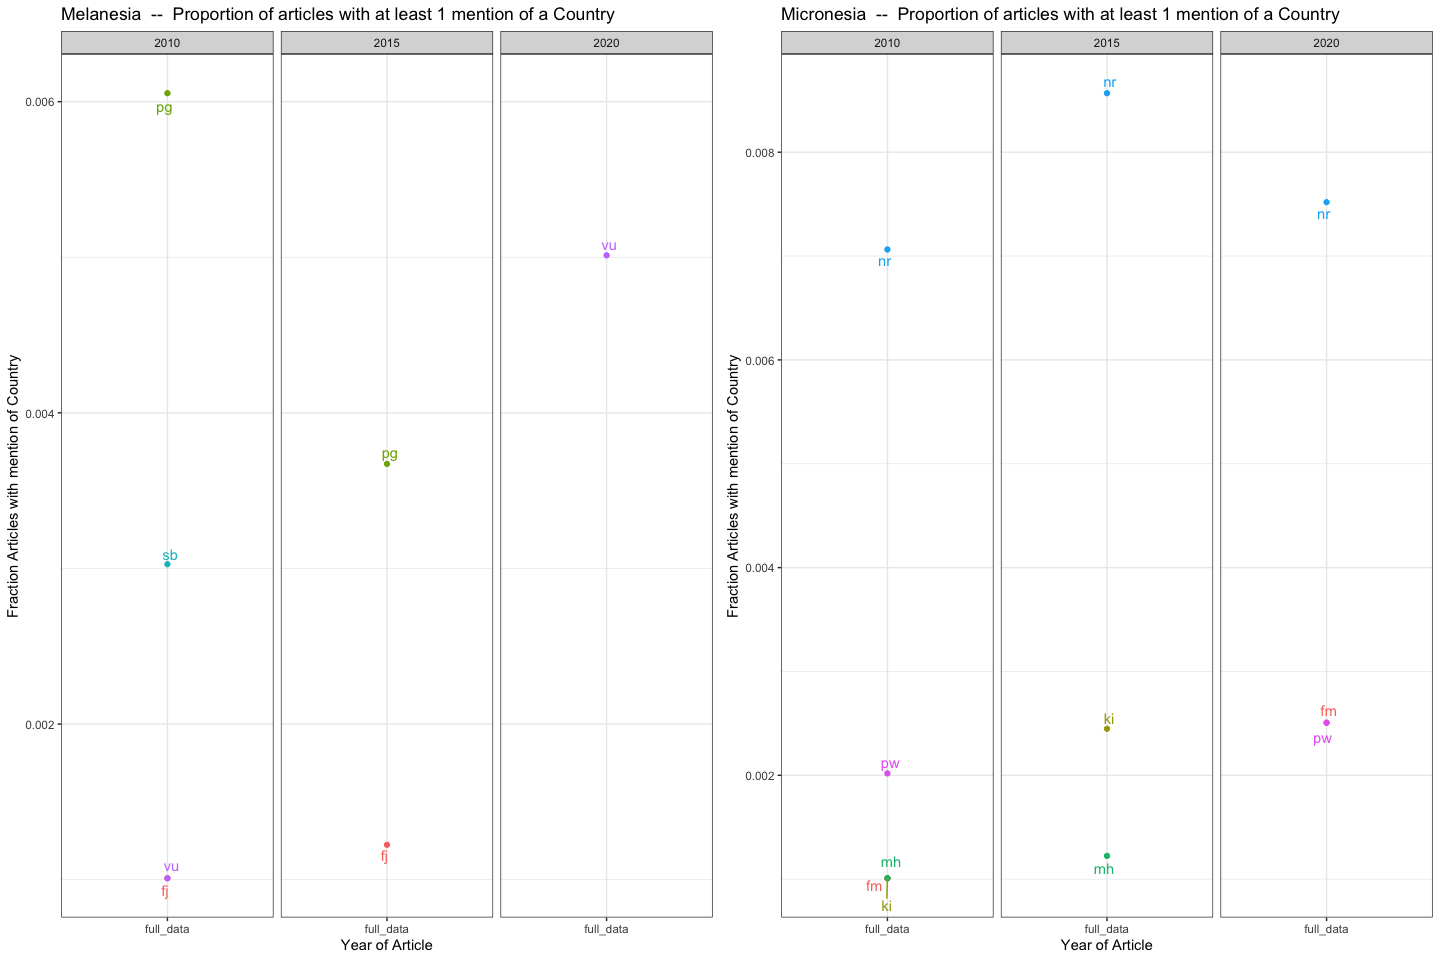 Melanesia  --  Proportion of articles with at least 1 mention of a Country
2010
2015
2020
Fraction Articles with mention of Country
0.006
0.004
0.002
pg
sb
vu
fj
pg
fj
vu
full_data
full_data
full_data
Year of Article
Micronesia  --  Proportion of articles with at least 1 mention of a Country
2010
2015
2020
Fraction Articles with mention of Country
0.008
0.006
0.004
0.002
nr
pw
mh
fm
ki
nr
ki
mh
nr
fm
pw
full_data
full_data
full_data
Year of Article